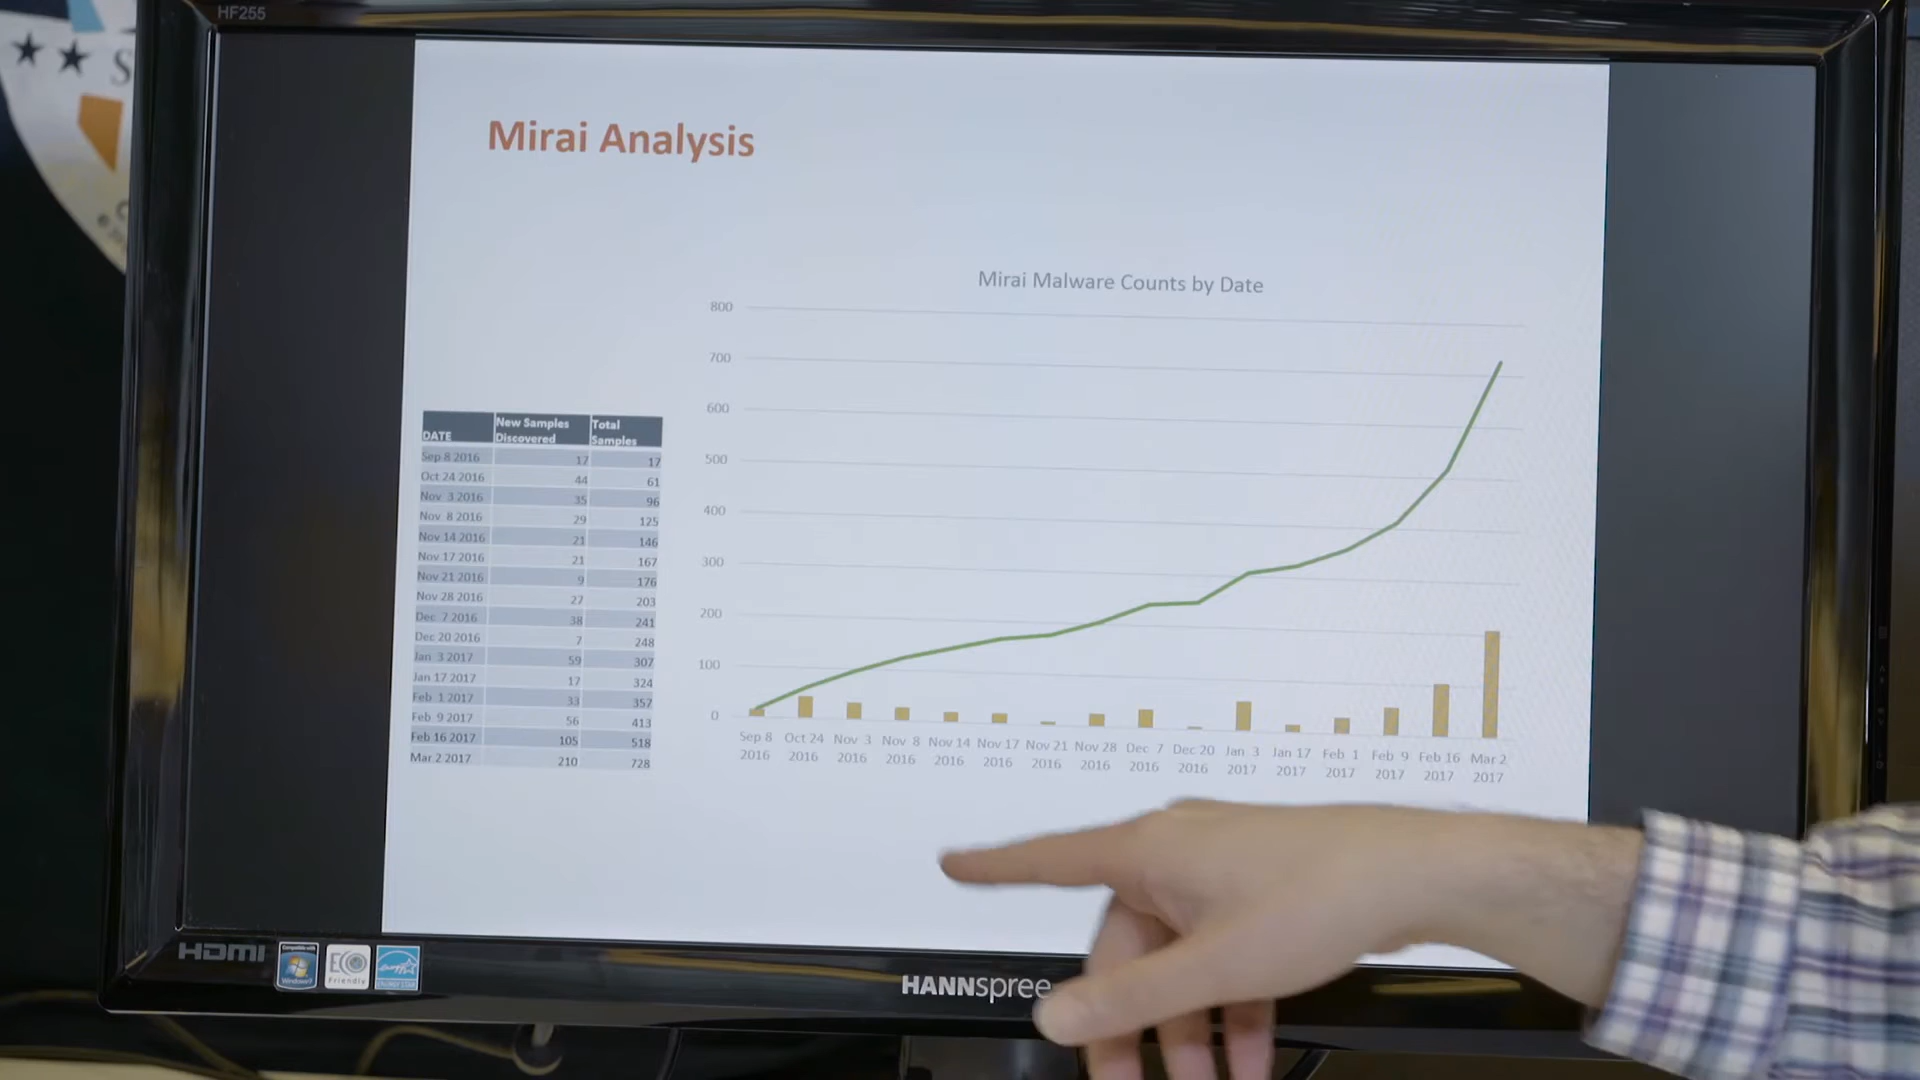 HF255
★★ S
Mirai Analysis
Mirai Malware Counts by Date
800
700
600
500
400
300
200
100
0
Sep 8 2016 Oct 24 2016 Nov 3 2016 Nov 8 2016 Nov 14 2016 Nov 17 2016 Nov 21 2016 Nov 28 2016 Dec 7 2016 Dec 20 2016 Jan 3 2017 Jan 17 2017 Feb 1 2017 Feb 9 2017 Feb 16 2017 Mar 2 2017
DATE New Samples Discovered Total Samples
Sep 8 2016 17 17
Oct 24 2016 44 61
Nov 3 2016 35 96
Nov 8 2016 29 125
Nov 14 2016 21 146
Nov 17 2016 21 167
Nov 21 2016 9 176
Nov 28 2016 27 203
Dec 7 2016 38 241
Dec 20 2016 7 248
Jan 3 2017 59 307
Jan 17 2017 17 324
Feb 1 2017 33 357
Feb 9 2017 56 413
Feb 16 2017 105 518
Mar 2 2017 210 728
HDMI
Compatible with
Windows 7
ECO
Friendly
ENERGY STAR
HANNspree